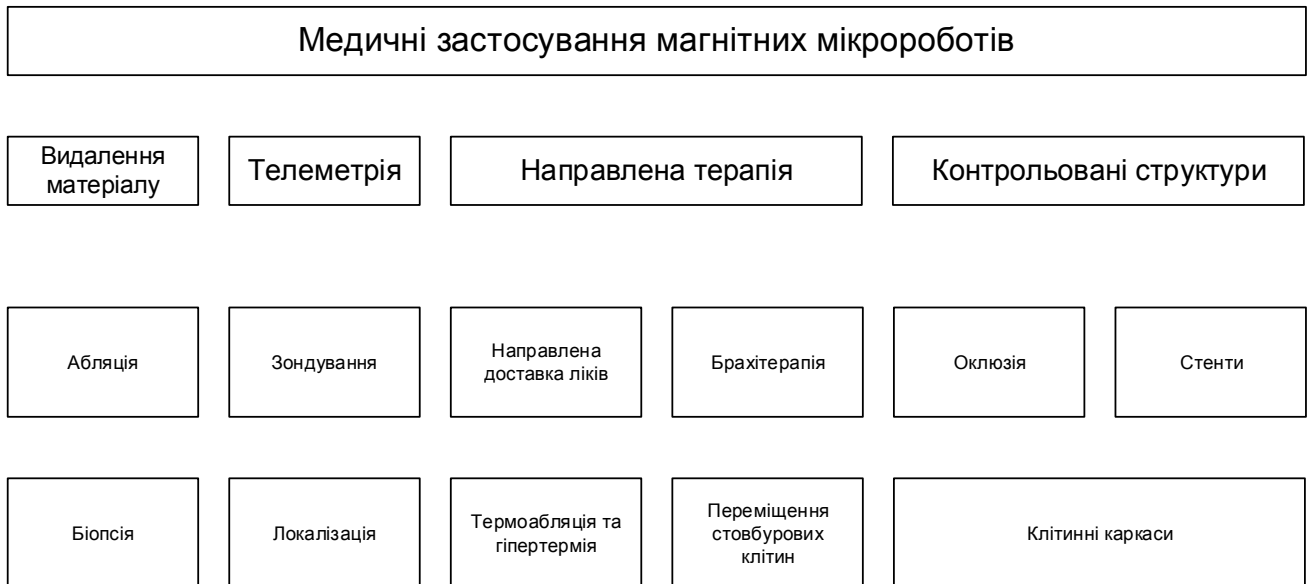 Медичні застосування магнітних мікророботів
Видалення
матеріалу
Телеметрія
Направлена терапія
Контрольовані структури
Абляція
Зондування
Направлена
доставка ліків
Брахітерапія
Оклюзія
Стенти
Біопсія
Локалізація
Термоабляція та
гіпертермія
Переміщення
стовбурових
клітин
Клітинні каркаси